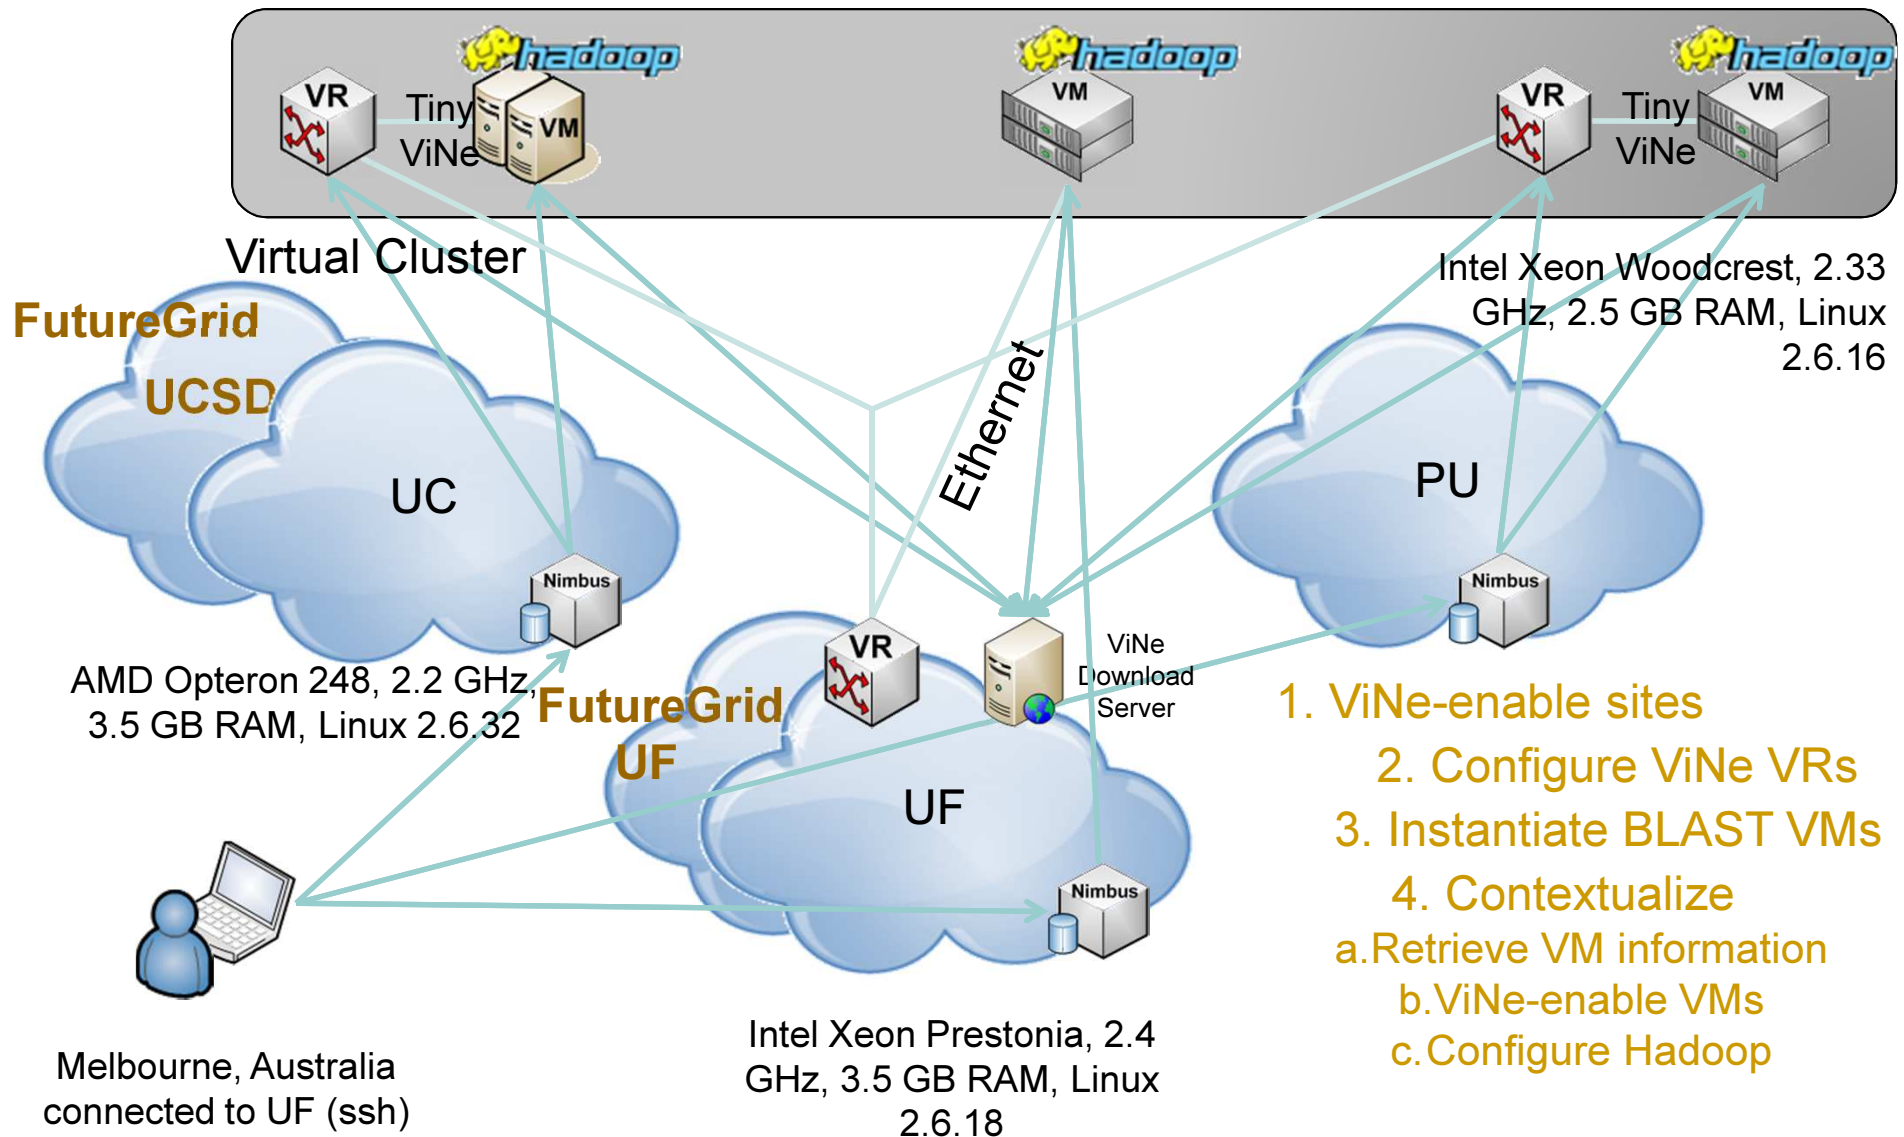 hadoop
hadoop
hadoop
VR
Tiny
ViNe
VM
VM
VR
Tiny
ViNe
VM
Virtual Cluster
Intel Xeon Woodcrest, 2.33
GHz, 2.5 GB RAM, Linux
2.6.16
FutureGrid
UCSD
UC
Ethernet
PU
Nimbus
Nimbus
AMD Opteron 248, 2.2 GHz,
3.5 GB RAM, Linux 2.6.32
VR
ViNe
Download
Server
FutureGrid
UF
UF
Nimbus
1. ViNe-enable sites
2. Configure ViNe VRs
3. Instantiate BLAST VMs
4. Contextualize
a.Retrieve VM information
b.ViNe-enable VMs
c.Configure Hadoop
Melbourne, Australia
connected to UF (ssh)
Intel Xeon Prestonia, 2.4
GHz, 3.5 GB RAM, Linux
2.6.18